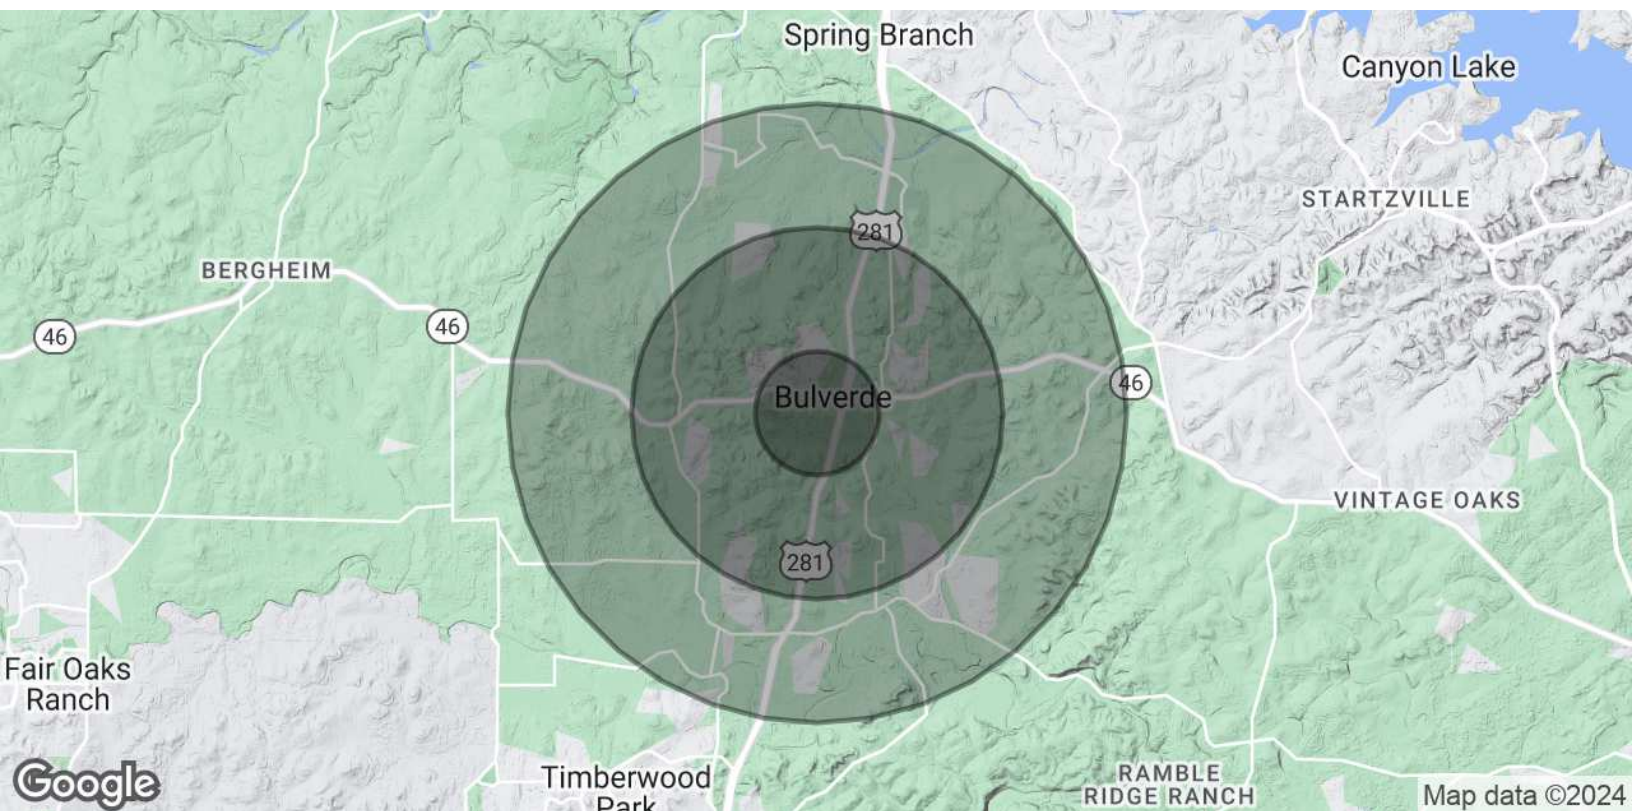 Spring Branch
Canyon Lake
STARTZVILLE
281
BERGHEIM
46
46
46
Bulverde
VINTAGE OAKS
281
Fair Oaks
Ranch
Timberwood
Park
RAMBLE
RIDGE RANCH
Google
Map data ©2024